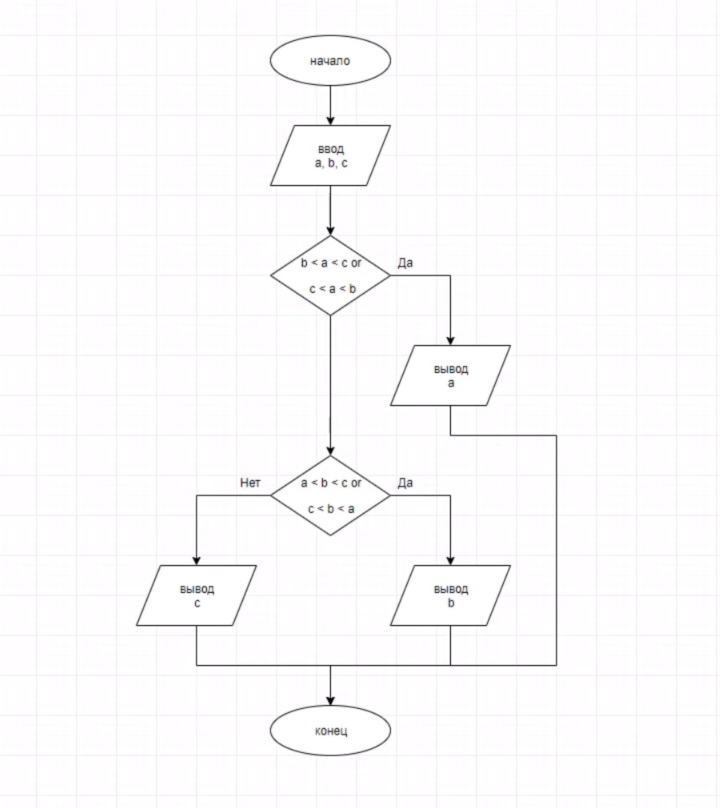 начало
ввод
a, b, c
b < a < c or
c < a < b
Да
вывод
a
a < b < c or
c < b < a
Нет
Да
вывод
c
вывод
b
конец